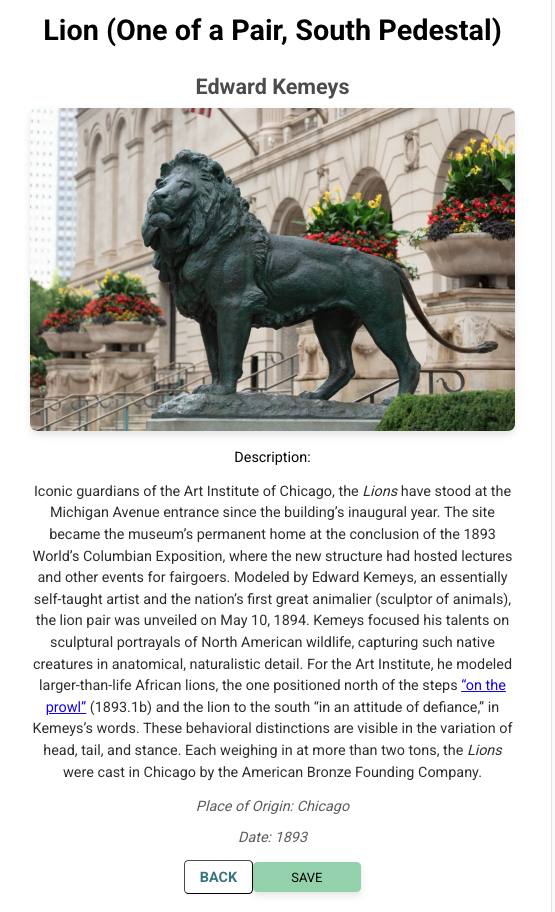 Lion (One of a Pair, South Pedestal)
Edward Kemeys
Description:
Iconic guardians of the Art Institute of Chicago, the Lions have stood at the
Michigan Avenue entrance since the building’s inaugural year. The site
became the museum’s permanent home at the conclusion of the 1893
World’s Columbian Exposition, where the new structure had hosted lectures
and other events for fairgoers. Modeled by Edward Kemeys, an essentially
self-taught artist and the nation’s first great animalier (sculptor of animals),
the lion pair was unveiled on May 10, 1894. Kemeys focused his talents on
sculptural portrayals of North American wildlife, capturing such native
creatures in anatomical, naturalistic detail. For the Art Institute, he modeled
larger-than-life African lions, the one positioned north of the steps “on the
prowl” (1893.1b) and the lion to the south “in an attitude of defiance,” in
Kemeys’s words. These behavioral distinctions are visible in the variation of
head, tail, and stance. Each weighing in at more than two tons, the Lions
were cast in Chicago by the American Bronze Founding Company.
Place of Origin: Chicago
Date: 1893
BACK SAVE